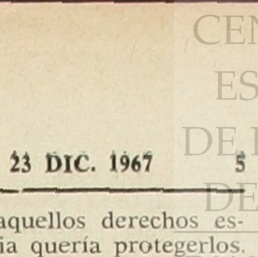 CEN
ES
DE
DE
23 DIC. 1967 5
aquellos derechos es-
ia quería protegerlos.